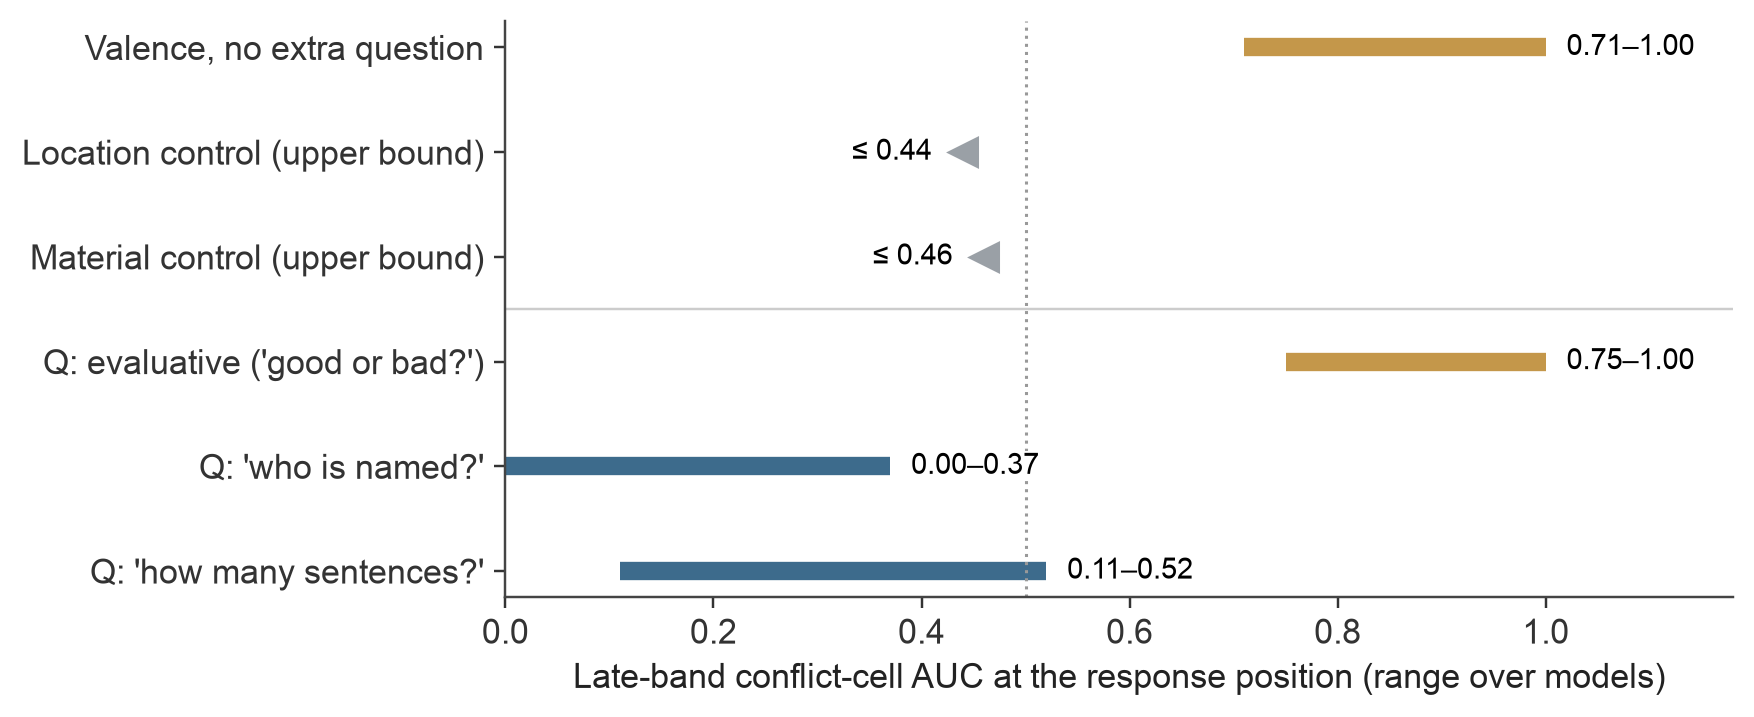 Valence, no extra question
0.71–1.00
Location control (upper bound)
≤ 0.44
Material control (upper bound)
≤ 0.46
Q: evaluative ('good or bad?')
0.75–1.00
Q: 'who is named?'
0.00–0.37
Q: 'how many sentences?'
0.11–0.52
0.0 0.2 0.4 0.6 0.8 1.0
Late-band conflict-cell AUC at the response position (range over models)